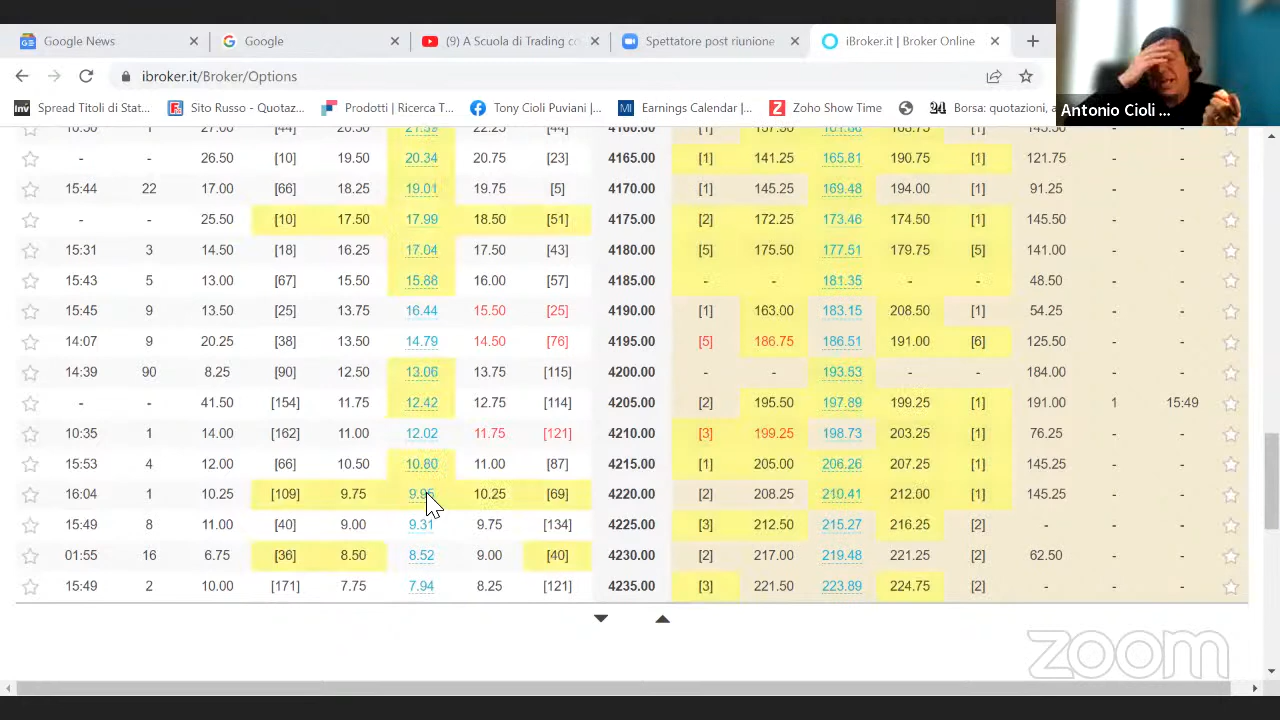 Google News
Google
(9) A Scuola di Trading co
Spettatore post riunione
iBroker.it | Broker Online
ibroker.it/Broker/Options
Spread Titoli di Stat...
Sito Russo - Quotaz...
Prodotti | Ricerca T...
Tony Cioli Puviani |...
Earnings Calendar |...
Zoho Show Time
Borsa: quotazioni, a
Antonio Cioli ...
- - 26.50 [10] 19.50 20.34 20.75 [23] 4165.00 [1] 141.25 165.81 190.75 [1] 121.75 - -
15:44 22 17.00 [66] 18.25 19.01 19.75 [5] 4170.00 [1] 145.25 169.48 194.00 [1] 91.25 - -
- - 25.50 [10] 17.50 17.99 18.50 [51] 4175.00 [2] 172.25 173.46 174.50 [1] 145.50 - -
15:31 3 14.50 [18] 16.25 17.04 17.50 [43] 4180.00 [5] 175.50 177.51 179.75 [5] 141.00 - -
15:43 5 13.00 [67] 15.50 15.88 16.00 [57] 4185.00 - - 181.35 - - 48.50 - -
15:45 9 13.50 [25] 13.75 16.44 15.50 [25] 4190.00 [1] 163.00 183.15 208.50 [1] 54.25 - -
14:07 9 20.25 [38] 13.50 14.79 14.50 [76] 4195.00 [5] 186.75 186.51 191.00 [6] 125.50 - -
14:39 90 8.25 [90] 12.50 13.06 13.75 [115] 4200.00 - - 193.53 - - 184.00 - -
- - 41.50 [154] 11.75 12.42 12.75 [114] 4205.00 [2] 195.50 197.89 199.25 [1] 191.00 1 15:49
10:35 1 14.00 [162] 11.00 12.02 11.75 [121] 4210.00 [3] 199.25 198.73 203.25 [1] 76.25 - -
15:53 4 12.00 [66] 10.50 10.80 11.00 [87] 4215.00 [1] 205.00 206.26 207.25 [1] 145.25 - -
16:04 1 10.25 [109] 9.75 10.25 [69] 4220.00 [2] 208.25 210.41 212.00 [1] 145.25 - -
15:49 8 11.00 [40] 9.00 9.31 9.75 [134] 4225.00 [3] 212.50 215.27 216.25 [2] - - -
01:55 16 6.75 [36] 8.50 8.52 9.00 [40] 4230.00 [2] 217.00 219.48 221.25 [2] 62.50 - -
15:49 2 10.00 [171] 7.75 7.94 8.25 [121] 4235.00 [3] 221.50 223.89 224.75 [2] - - -
zoom